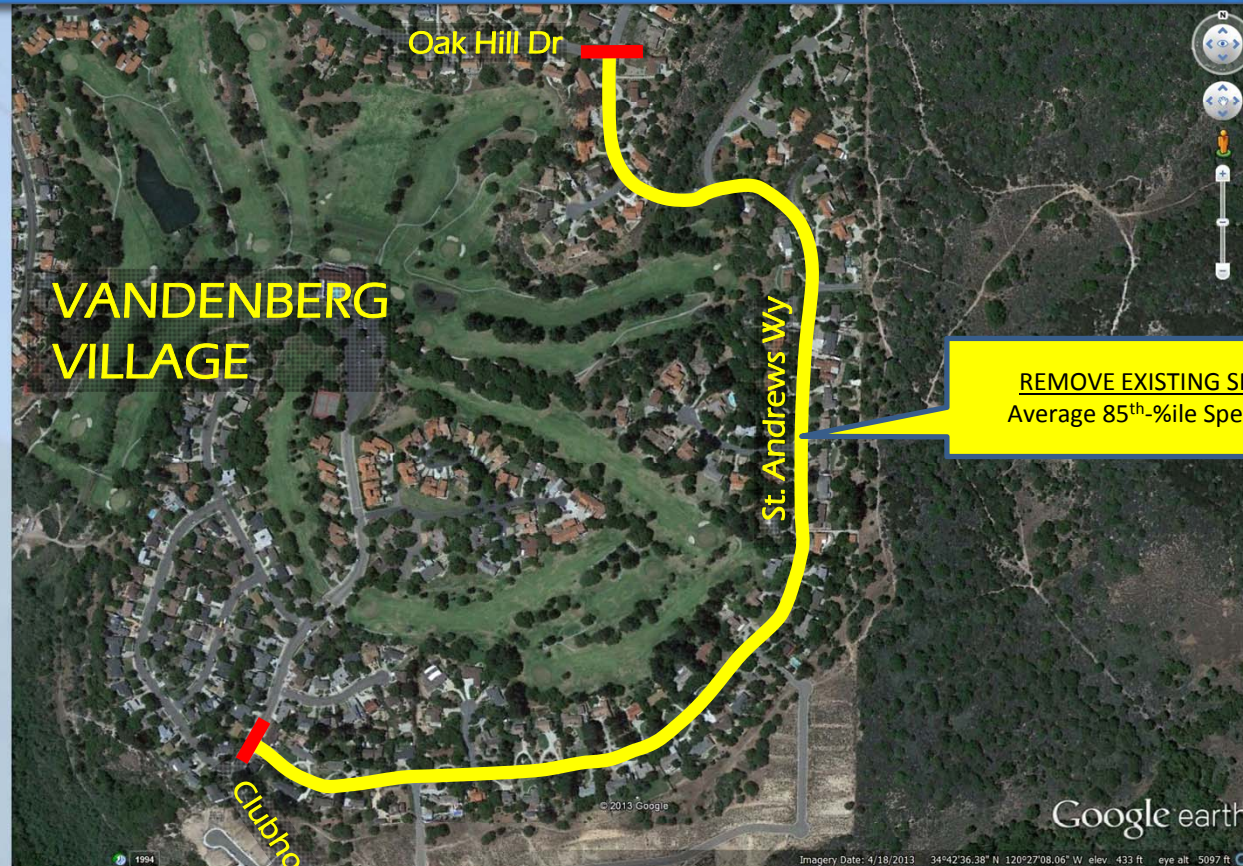 Oak Hill Dr
N
VANDENBERG
VILLAGE
St. Andrews Wy
REMOVE EXISTING
Average 85th-%ile
© 2013 Google
Google earth
1994
Imagery Date: 4/18/2013 34°42'36.38" N 120°27'08.06" W elev 433 ft eye alt 5097 ft